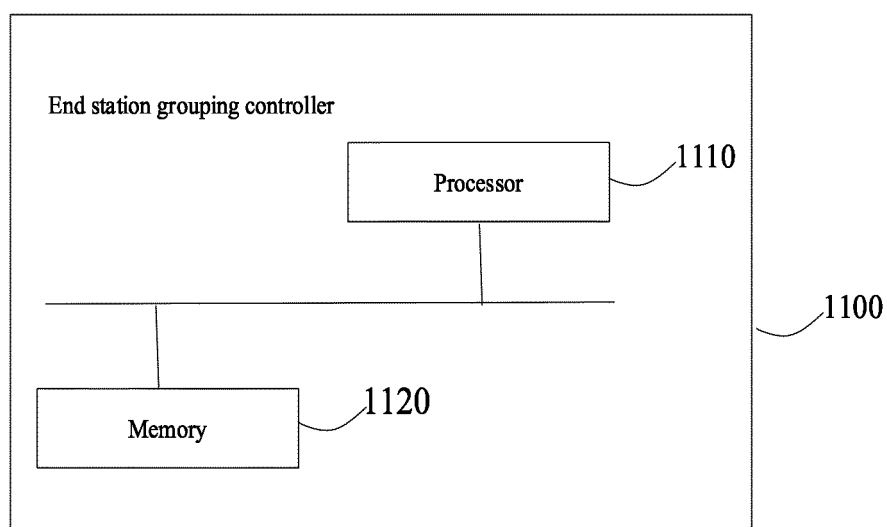 End station grouping controller
1110
Processor
1100
1120
Memory